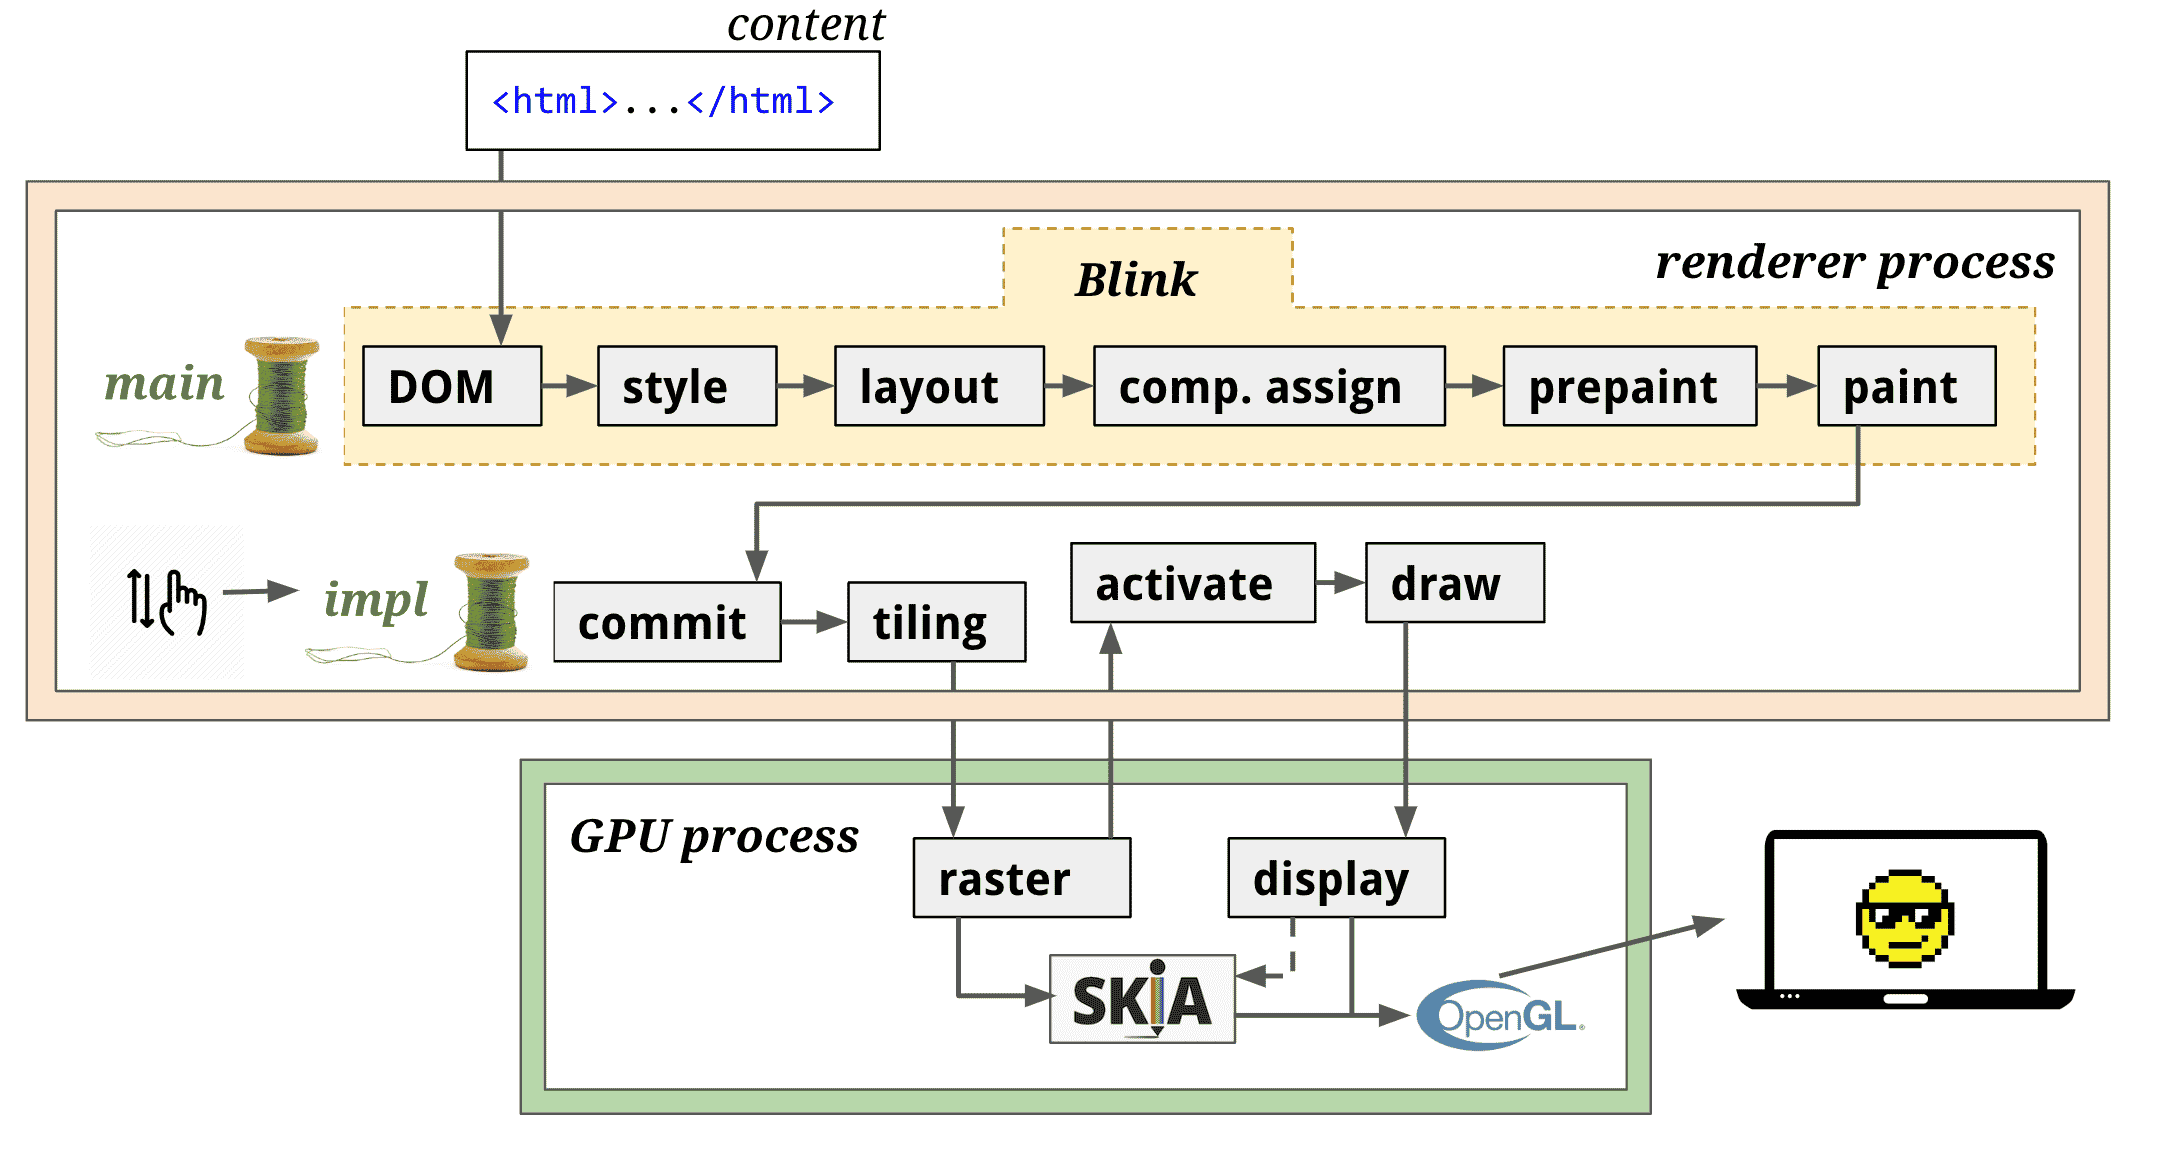 content
<html>...</html>
Blink
renderer process
main
DOM
style
layout
comp. assign
prepaint
paint
impl
commit
tiling
activate
draw
GPU process
raster
display
SKiA
OpenGL®